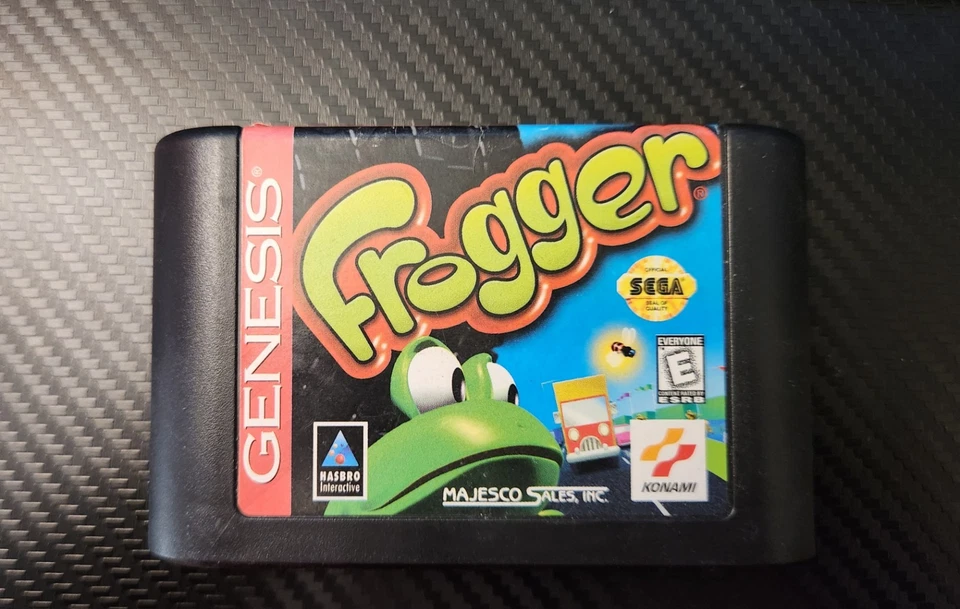 GENESIS®
Frogger®
OFFICIAL
SEGA
SEAL OF
QUALITY
EVERYONE
E
CONTENT RATED BY
ESRB
HASBRO
Interactive
MAJESCO SALES, INC.
KONAMI